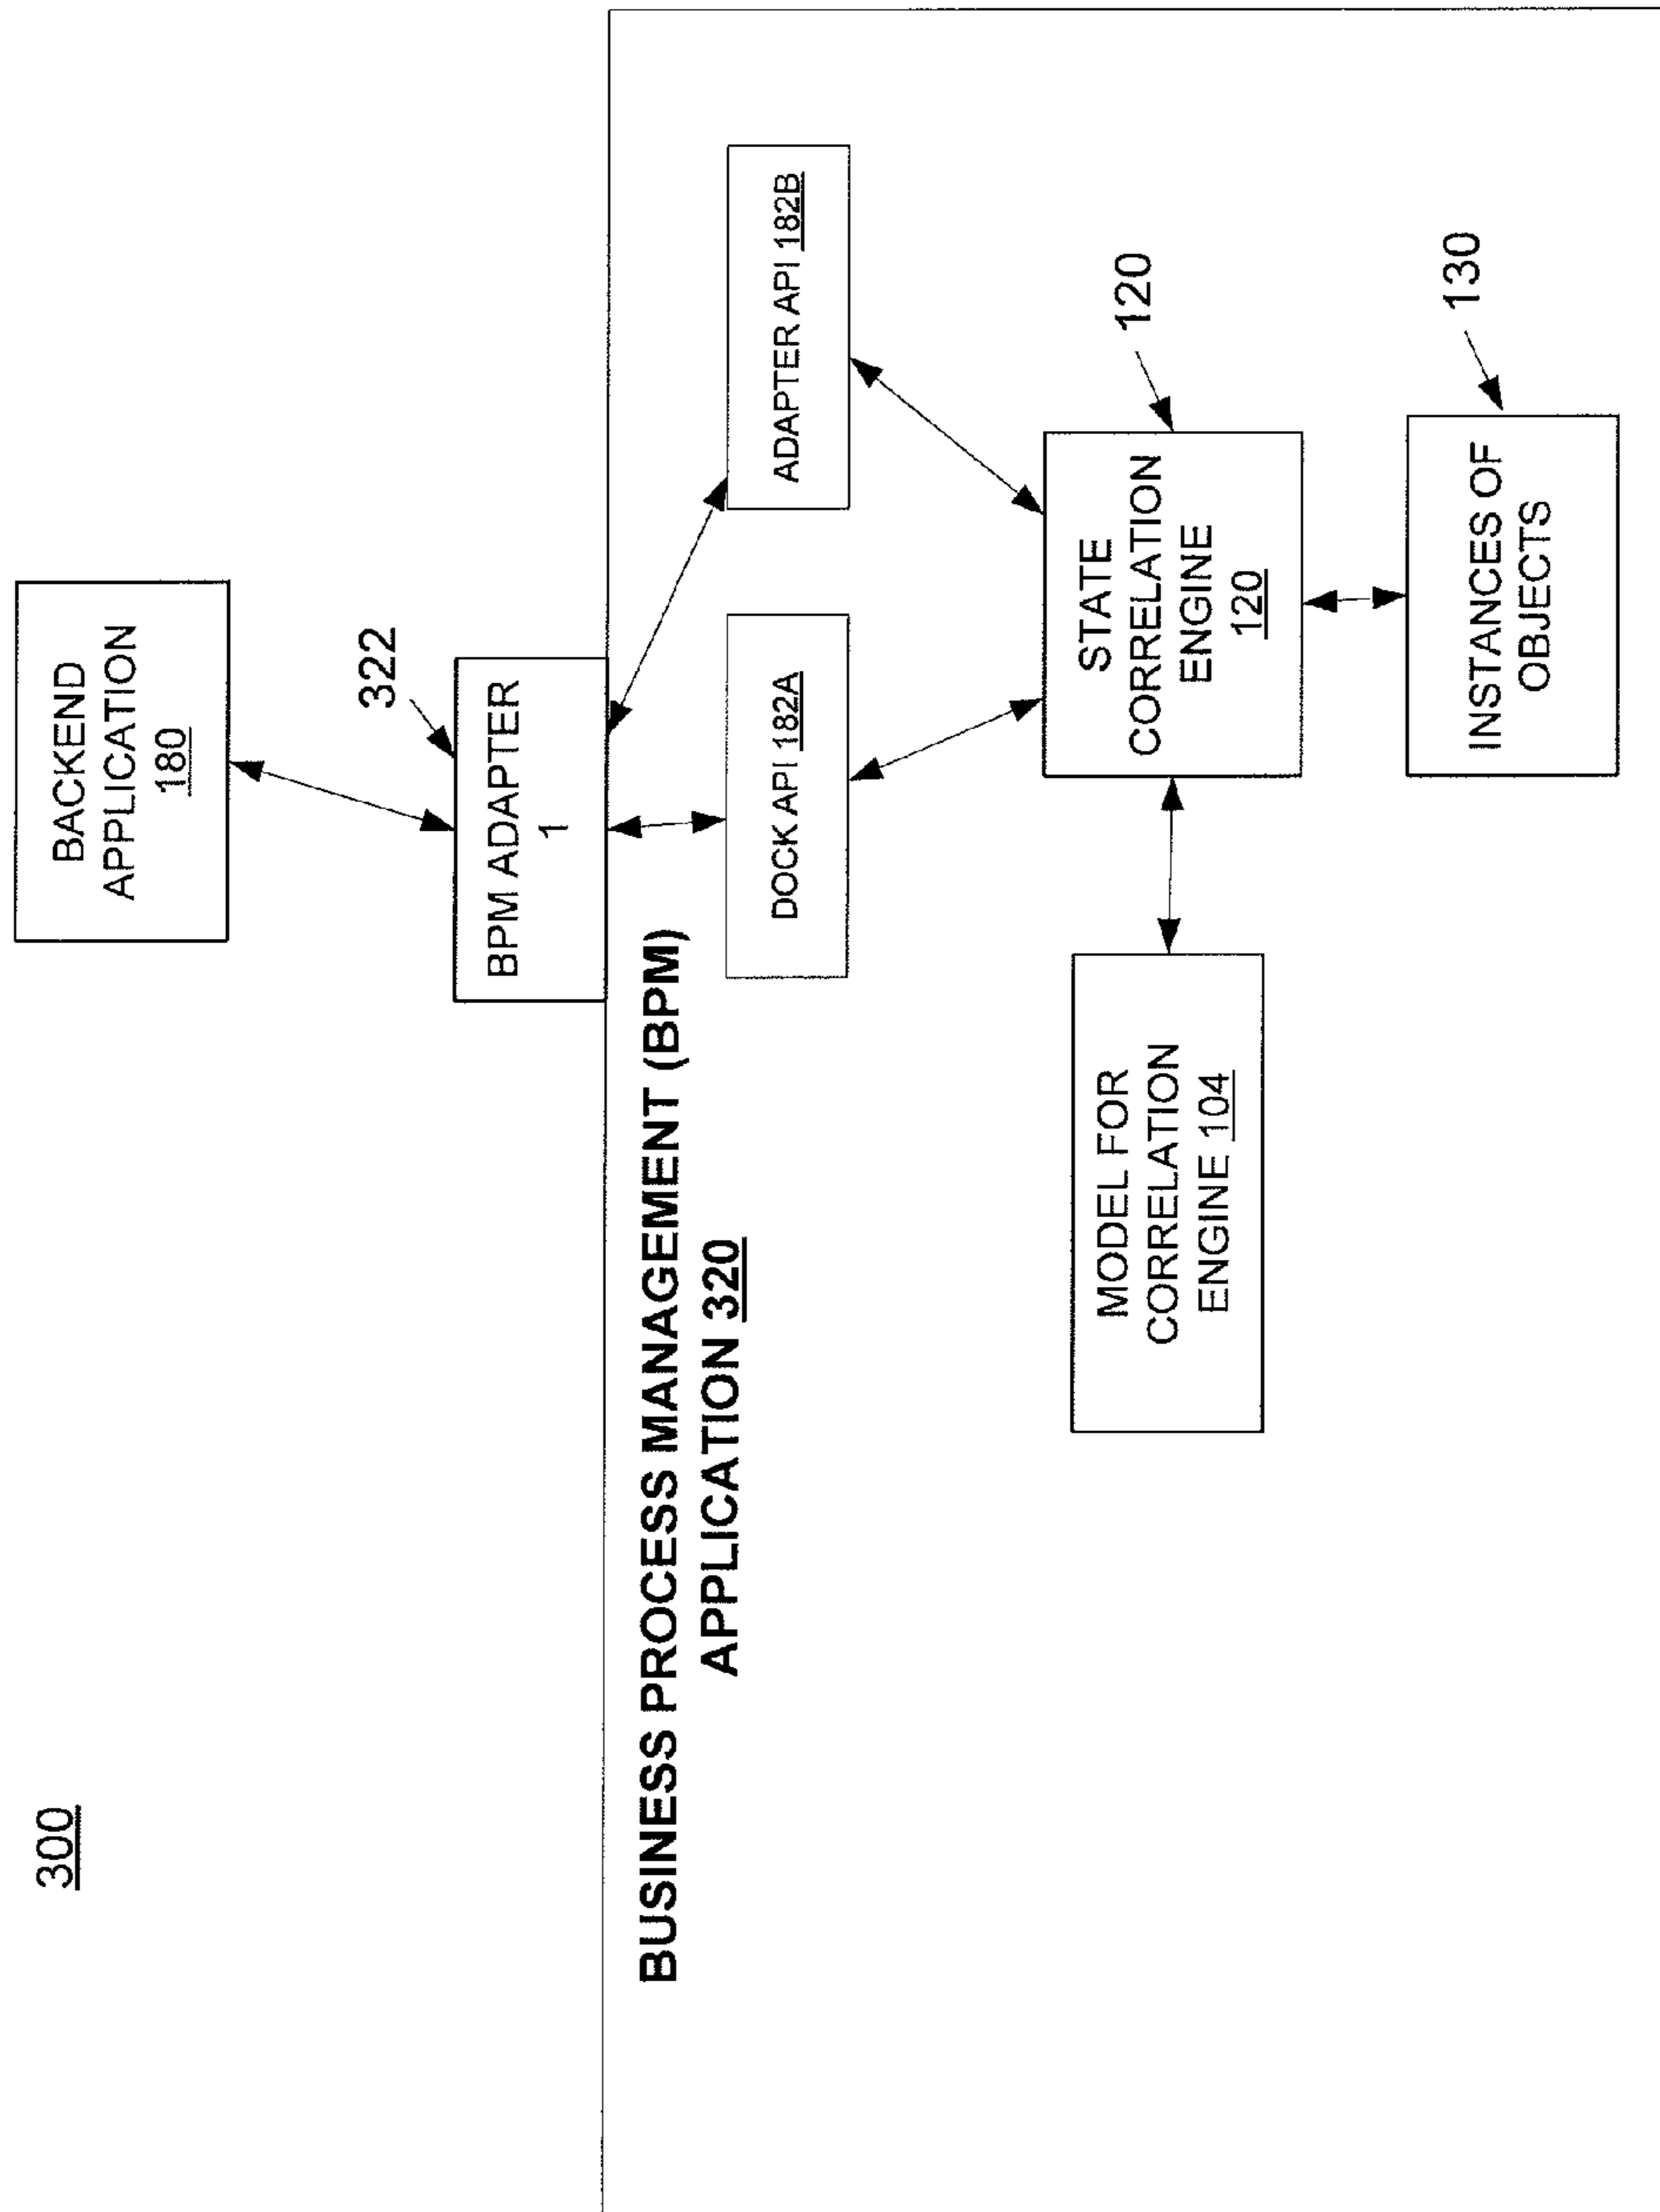 300
BACKEND
APPLICATION
180
322
BPM ADAPTER
1
BUSINESS PROCESS MANAGEMENT (BPM)
APPLICATION 320
DOCK API 182A
ADAPTER API 182B
MODEL FOR
CORRELATION
ENGINE 104
STATE
CORRELATION
ENGINE
120
120
INSTANCES OF
OBJECTS
130